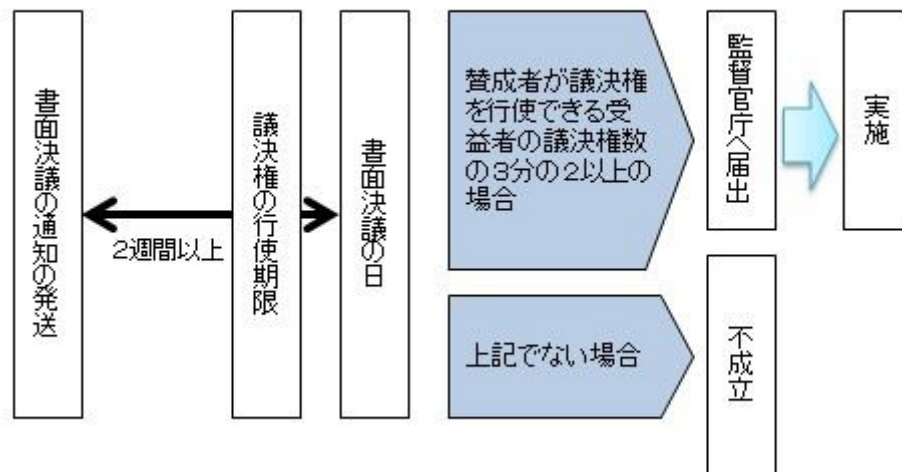 書面決議の通知の発送
2週間以上
議決権の行使期限
書面決議の日
賛成者が議決権
を行使できる受
益者の議決権数
の3分の2以上の
場合
監督官庁へ届出
実施
上記でない場合
不成立